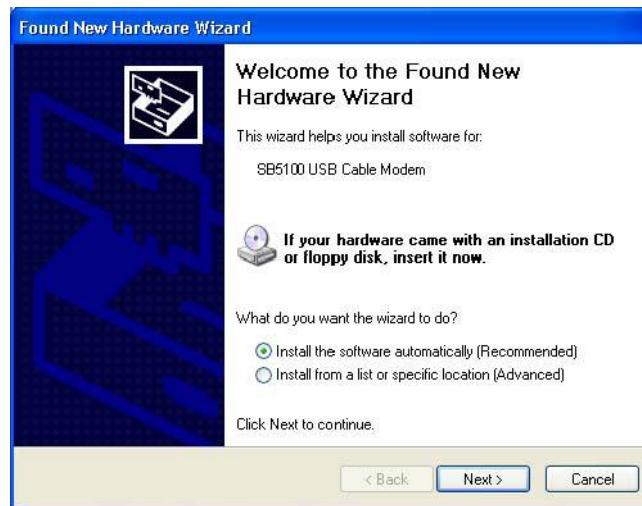 Found New Hardware Wizard
Welcome to the Found New
Hardware Wizard
This wizard helps you install software for:
SB5100 USB Cable Modem
If your hardware came with an installation CD
or floppy disk, insert it now.
What do you want the wizard to do?
Install the software automatically (Recommended)
Install from a list or specific location (Advanced)
Click Next to continue.
< Back
Next >
Cancel